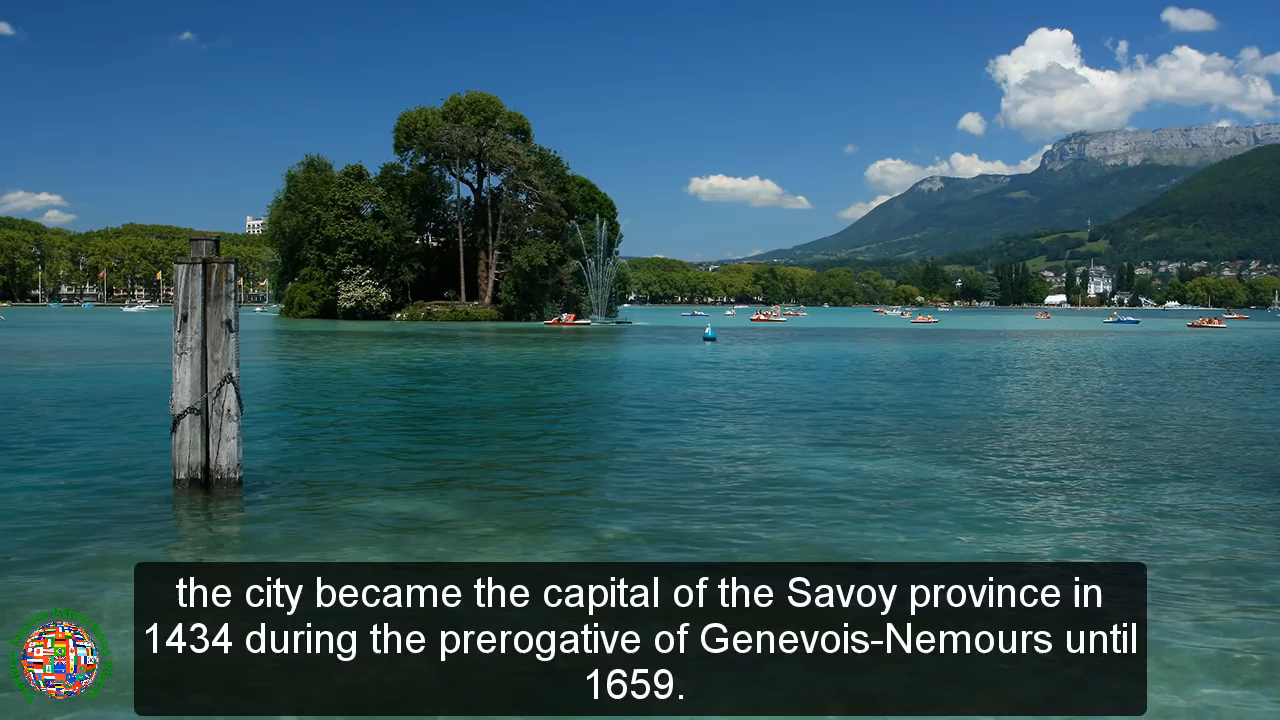 the city became the capital of the Savoy province in
1434 during the prerogative of Genevois-Nemours until
1659.